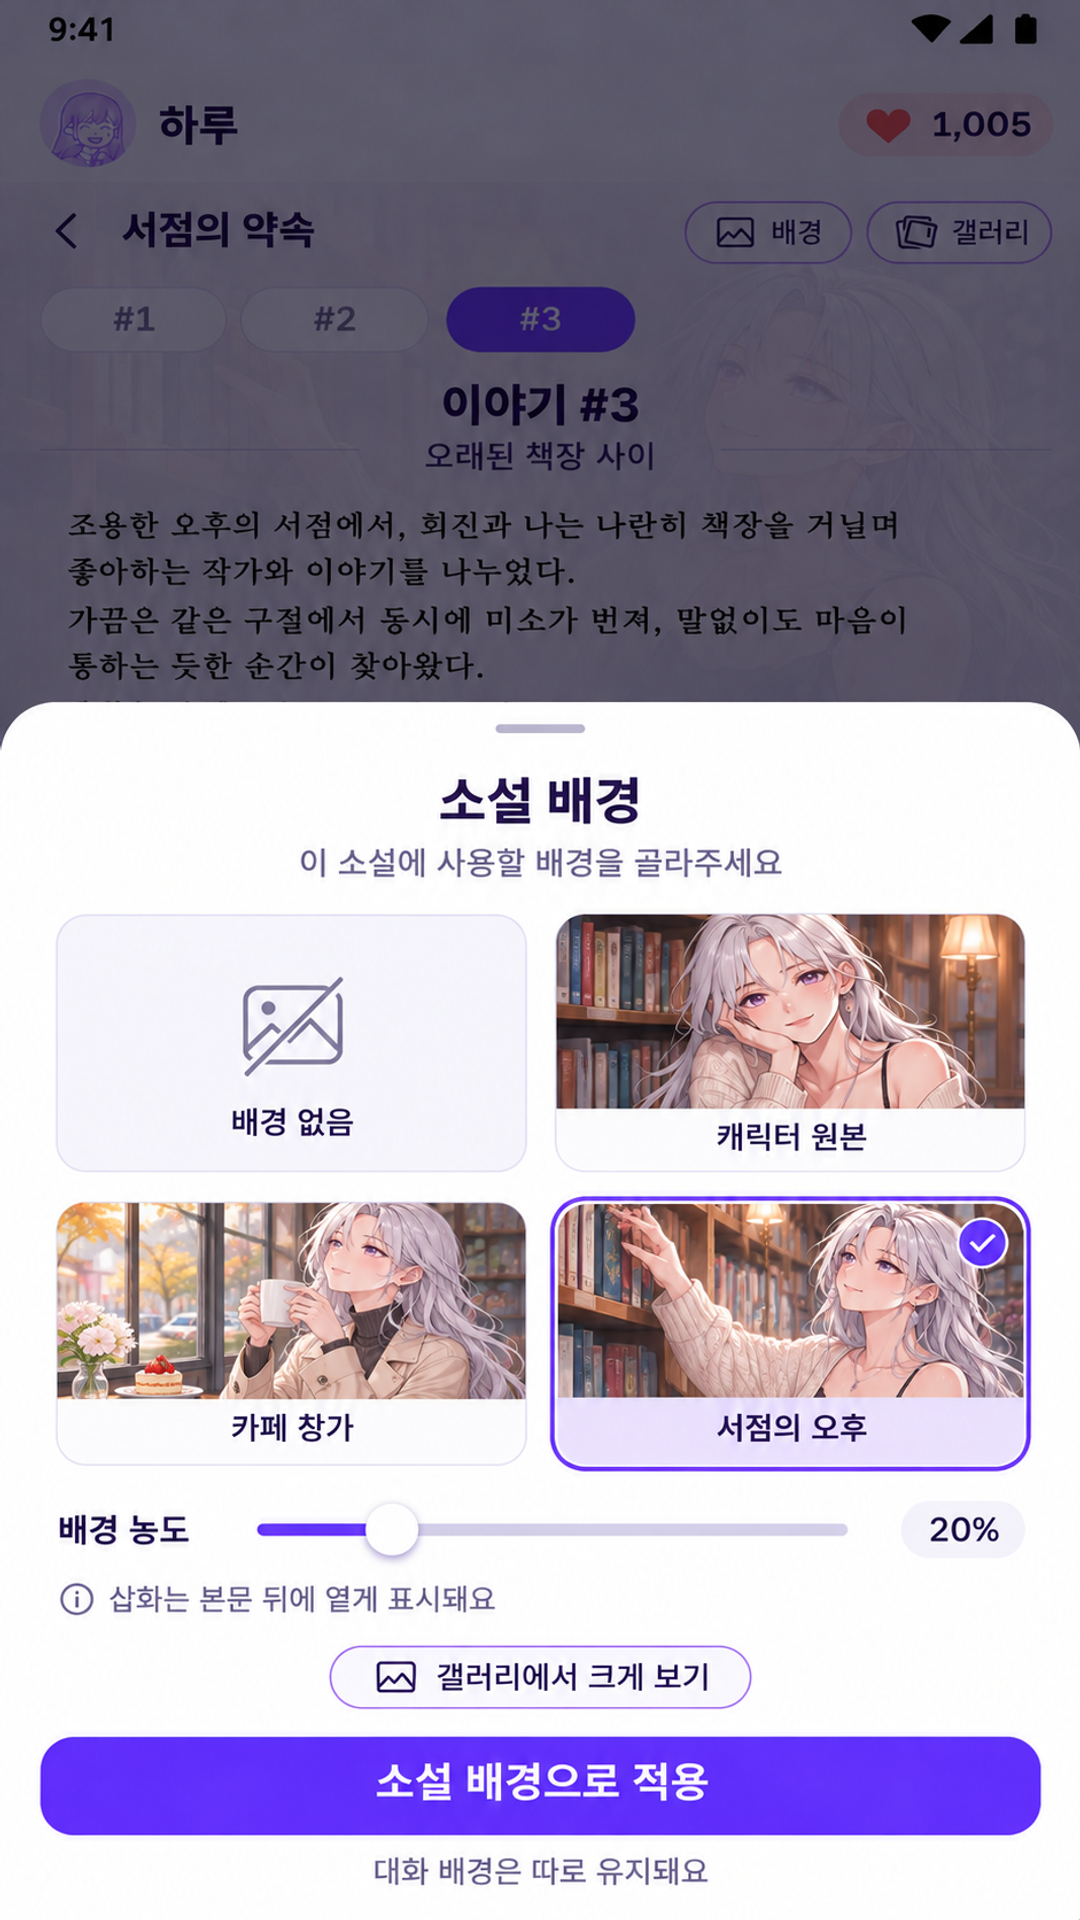 9:41
하루
1,005
서점의 약속
배경
갤러리
#1
#2
#3
이야기 #3
오래된 책장 사이
조용한 오후의 서점에서, 회진과 나는 나란히 책장을 거닐며
좋아하는 작가와 이야기를 나누었다.
가끔은 같은 구절에서 동시에 미소가 번져, 말없이도 마음이
통하는 듯한 순간이 찾아왔다.
소설 배경
이 소설에 사용할 배경을 골라주세요
배경 없음
캐릭터 원본
카페 창가
서점의 오후
배경 농도
20%
삽화는 본문 뒤에 옅게 표시돼요
갤러리에서 크게 보기
소설 배경으로 적용
대화 배경은 따로 유지돼요